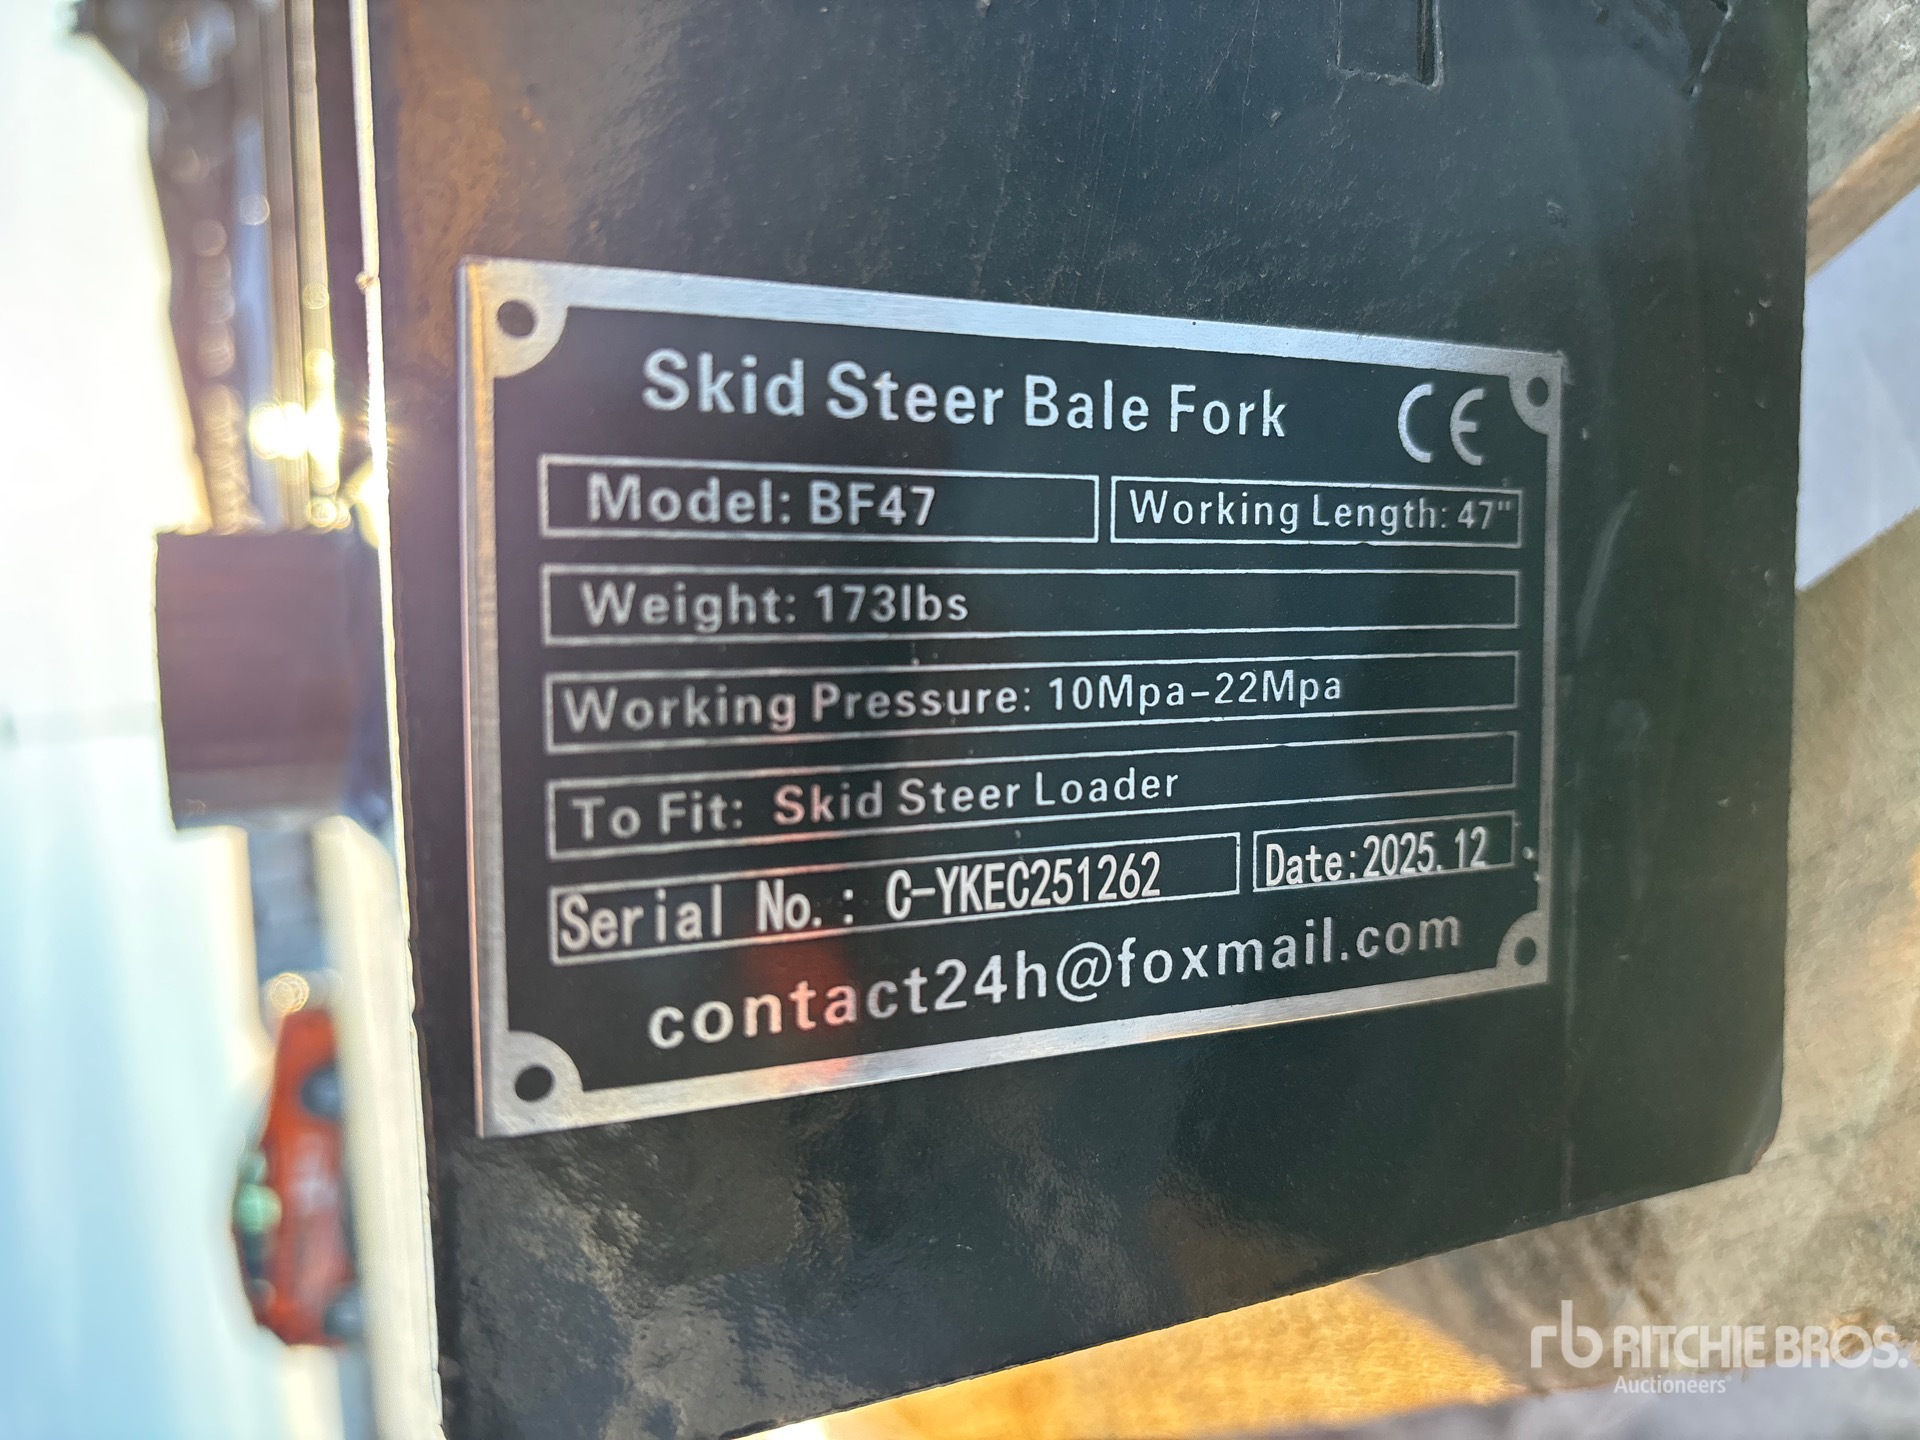 Skid Steer Bale Fork CE
Model: BF47 Working Length: 47"
Weight: 173lbs
Working Pressure: 10Mpa-22Mpa
To Fit: Skid Steer Loader
Serial No.: C-YKEC251262 Date:2025.12
contact24h@foxmail.com
rb RITCHIE BROS.
Auctioneers